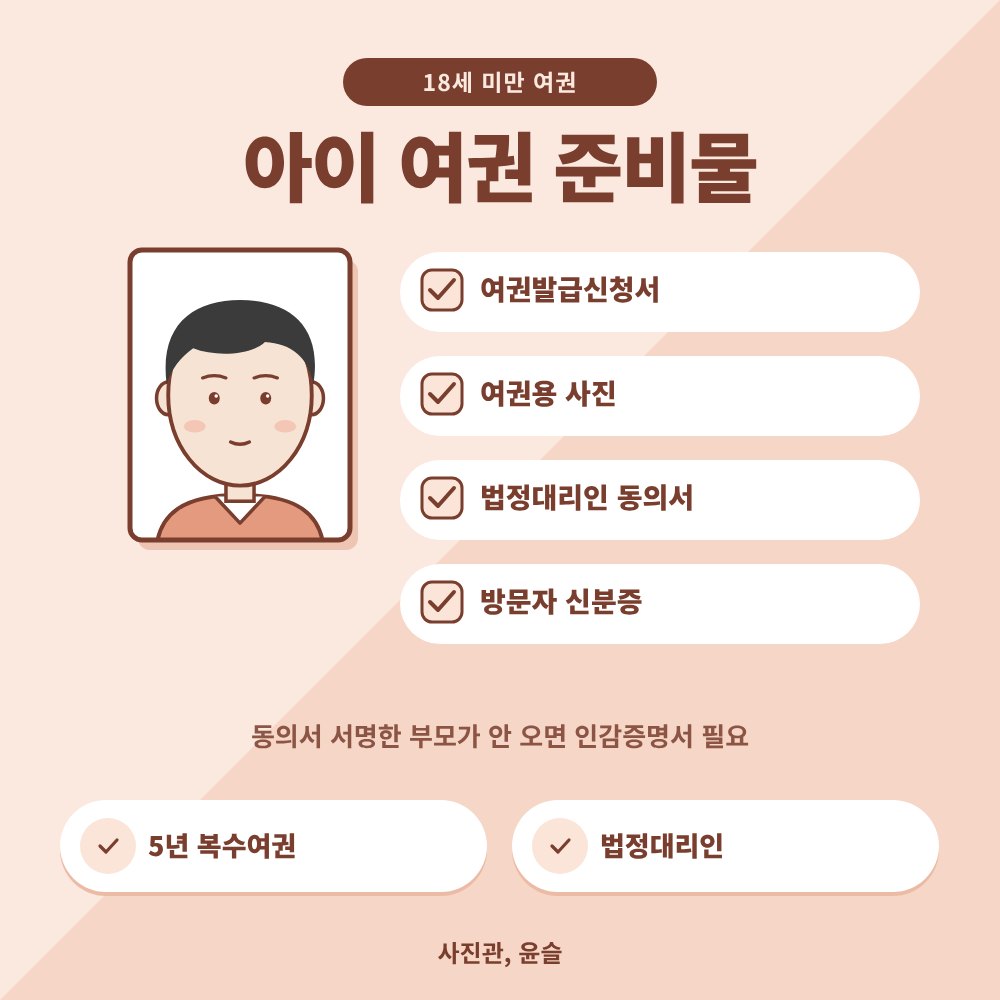 18세 미만 여권
아이 여권 준비물
여권발급신청서
여권용 사진
법정대리인 동의서
방문자 신분증
동의서 서명한 부모가 안 오면 인감증명서 필요
5년 복수여권
법정대리인
사진관, 윤슬